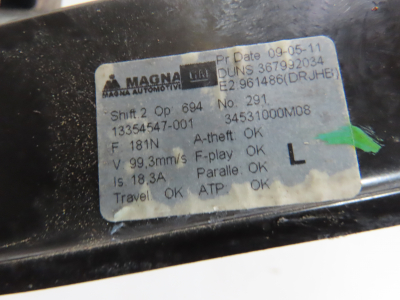 MAGNA
MAGNA AUTOMOTIVE
GM
Pr Date 09-05-11
DUNS 367992034
E2 961486(DRJHB)
Shift 2 Op 694 No. 291
13354547-001 34531000M08
F 181N A-theft OK
V 99,3mm/s F-play OK
Is 18,3A Paralle: OK
Travel: OK ATP: OK
L